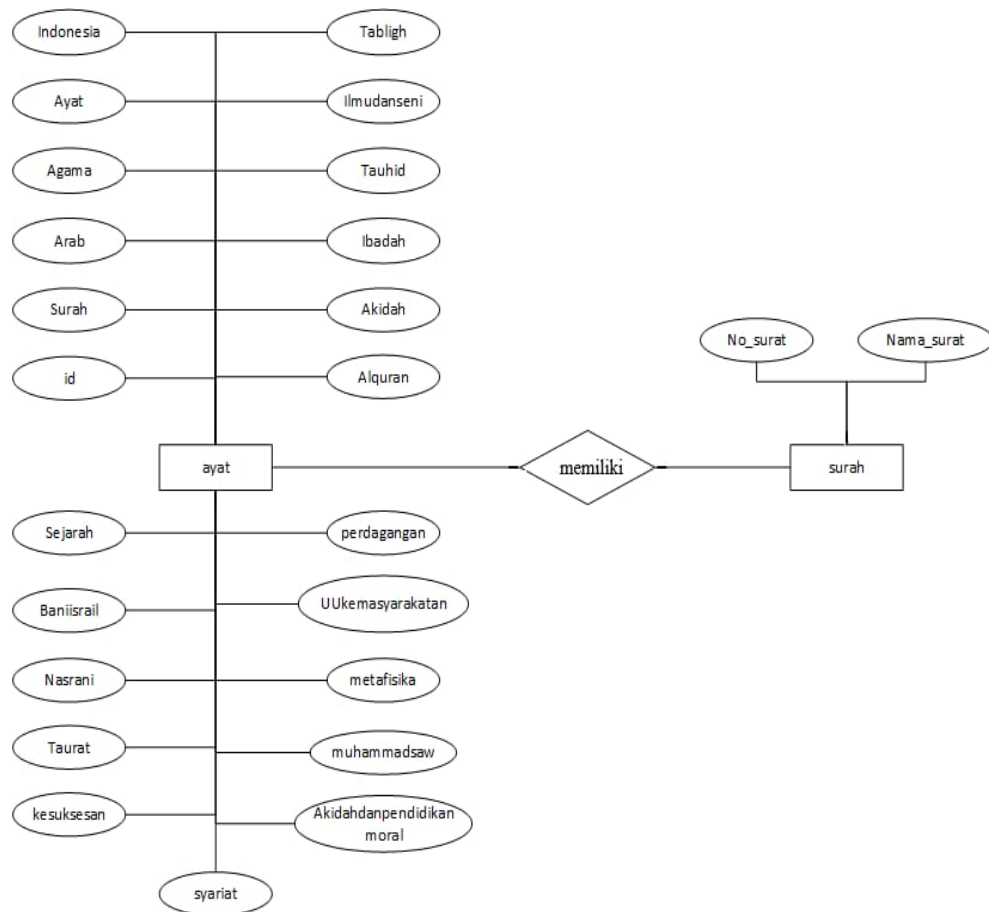 Indonesia
Tabligh
Ayat
Ilmudanseni
Agama
Tauhid
Arab
Ibadah
Surah
Akidah
No_surat
Nama_surat
id
Alquran
ayat
memiliki
surah
Sejarah
perdagangan
Baniisrail
UUkemasyarakatan
Nasrani
metafisika
Taurat
muhammadsaw
kesuksesan
Akidahdanpendidikan
moral
syariat